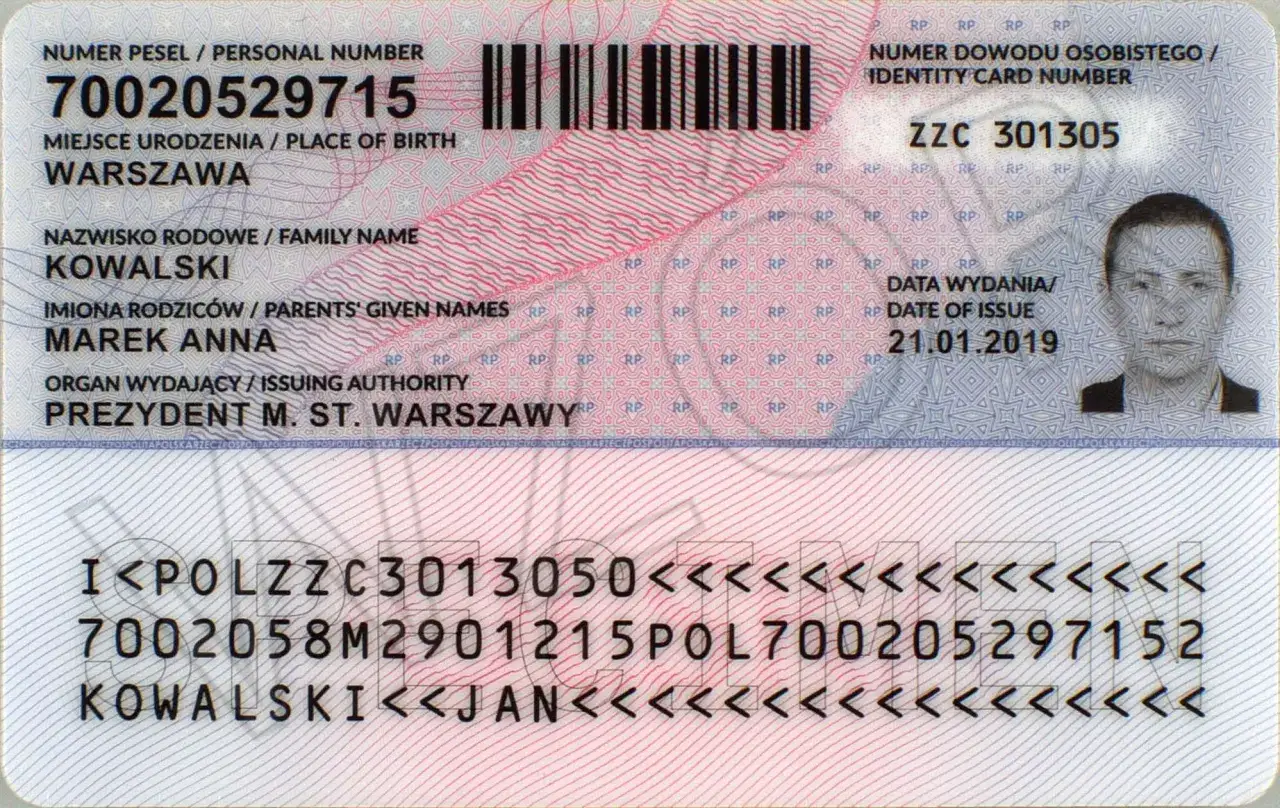 NUMER PESEL / PERSONAL NUMBER
70020529715
MIEJSCE URODZENIA / PLACE OF BIRTH
WARSZAWA
NAZWISKO RODOWE / FAMILY NAME
KOWALSKI
IMIONA RODZICÓW / PARENTS' GIVEN NAMES
MAREK ANNA
ORGAN WYDAJĄCY / ISSUING AUTHORITY
PREZYDENT M. ST. WARSZAWY
NUMER DOWODU OSOBISTEGO /
IDENTITY CARD NUMBER
ZZC 301305
DATA WYDANIA/
DATE OF ISSUE
21.01.2019
WZÓR
SPECIMEN
I<POLZZC3013050<<<<<<<<<<<<<<<
7002058M2901215POL700205297152
KOWALSKI<<JAN<<<<<<<<<<<<<<<<<